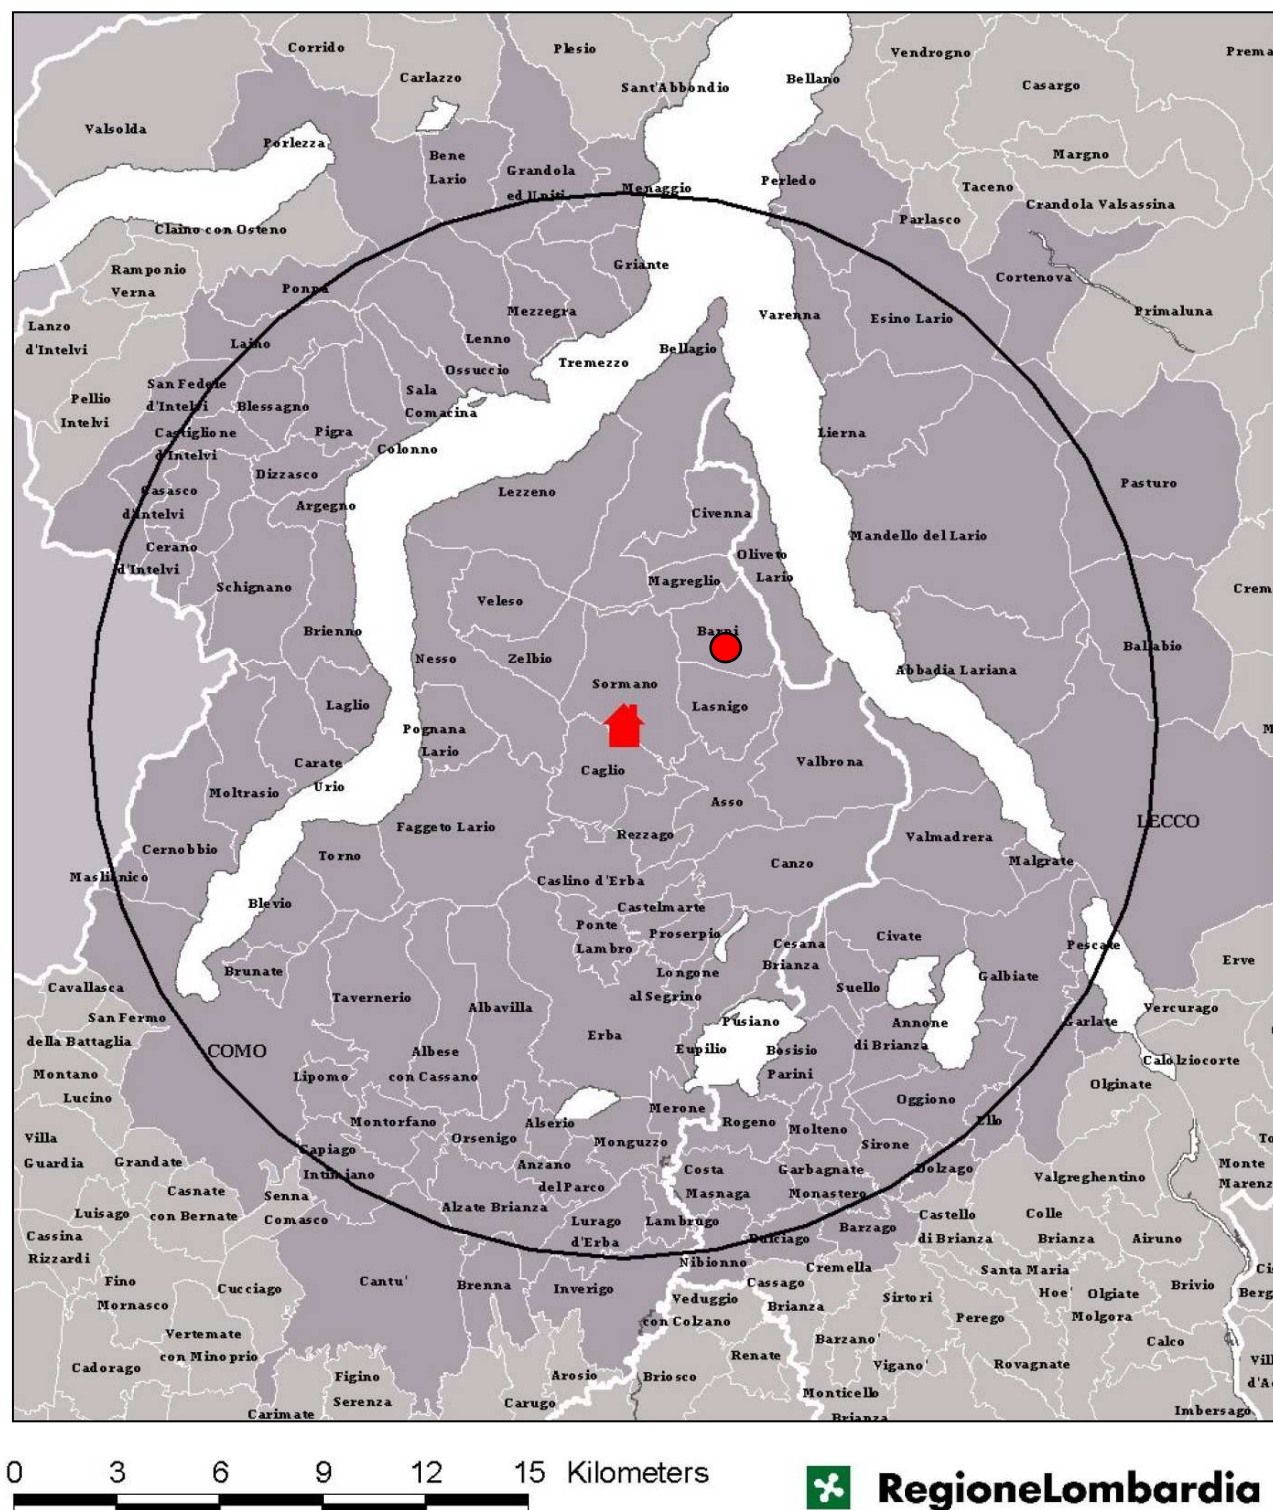 Corrido
Plesio
Vendrogno
Prema
Carlazzo
Sant'Abbondio
Bellano
Casargo
Valsolda
Porlezza
Bene
Lario
Grandola
ed Uniti
Menaggio
Perledo
Margno
Taceno
Crandola Valsassina
Parlasco
Claino con Osteno
Ramponio
Verna
Ponna
Griante
Cortenova
Lanzo
d'Intelvi
Laino
Mezzegra
Lenno
Varenna
Esino Lario
Primaluna
Bellagio
Tremezzo
Ossuccio
San Fedele
d'Intelvi
Blessagno
Sala
Comacina
Pellio
Intelvi
Castiglione
d'Intelvi
Pigra
Colonno
Lierna
Dizzasco
Casasco
d'Intelvi
Argegno
Lezzeno
Civenna
Pasturo
Cerano
d'Intelvi
Schignano
Oliveto
Lario
Mandello del Lario
Magreglio
Veleso
Crem
Brienno
Nesso
Zelbio
Barni
Abbadia Lariana
Ballabio
Sormano
Laglio
Lasnigo
Pognana
Lario
M
Carate
Urio
Caglio
Valbrona
Moltrasio
Asso
Faggeto Lario
Rezzago
Valmadrera
LECCO
Cernobbio
Torno
Canzo
Malgrate
Maslianico
Caslino d'Erba
Blevio
Castelmarte
Ponte
Lambro
Proserpio
Cesana
Brianza
Civate
Pescate
Erve
Brunate
Longone
al Segrino
Suello
Galbiate
Cavallasca
Tavernerio
Albavilla
San Fermo
della Battaglia
Pusiano
Annone
di Brianza
Garlate
Vercurago
COMO
Albese
con Cassano
Erba
Eupilio
Bosisio
Parini
Calolziocorte
Montano
Lucino
Lipomo
Olginate
Merone
Oggiono
Montorfano
Alserio
Rogeno
Molteno
Ello
Villa
Guardia
Grandate
Capiago
Intimiano
Orsenigo
Monguzzo
Sirone
To
Anzano
del Parco
Costa
Masnaga
Garbagnate
Monastero
Dolzago
Valgreghentino
Monte
Marenz
Casnate
con Bernate
Senna
Comasco
Luisago
Alzate Brianza
Lurago
d'Erba
Lambrugo
Barzago
Castello
di Brianza
Colle
Brianza
Airuno
Cassina
Rizzardi
Bulciago
Nibionno
Cremella
Santa Maria
Hoe'
Fino
Mornasco
Cucciago
Cantu'
Brenna
Inverigo
Cassago
Brianza
Sirtori
Olgiate
Molgora
Brivio
Cis
Berg
Veduggio
con Colzano
Perego
Vertemate
con Minoprio
Barzano'
Calco
Cadorago
Renate
Vigano'
Rovagnate
Vill
d'A
Figino
Serenza
Arosio
Briosco
Monticello
Brianza
Carimate
Carugo
Imbersago
0 3 6 9 12 15 Kilometers
RegioneLombardia